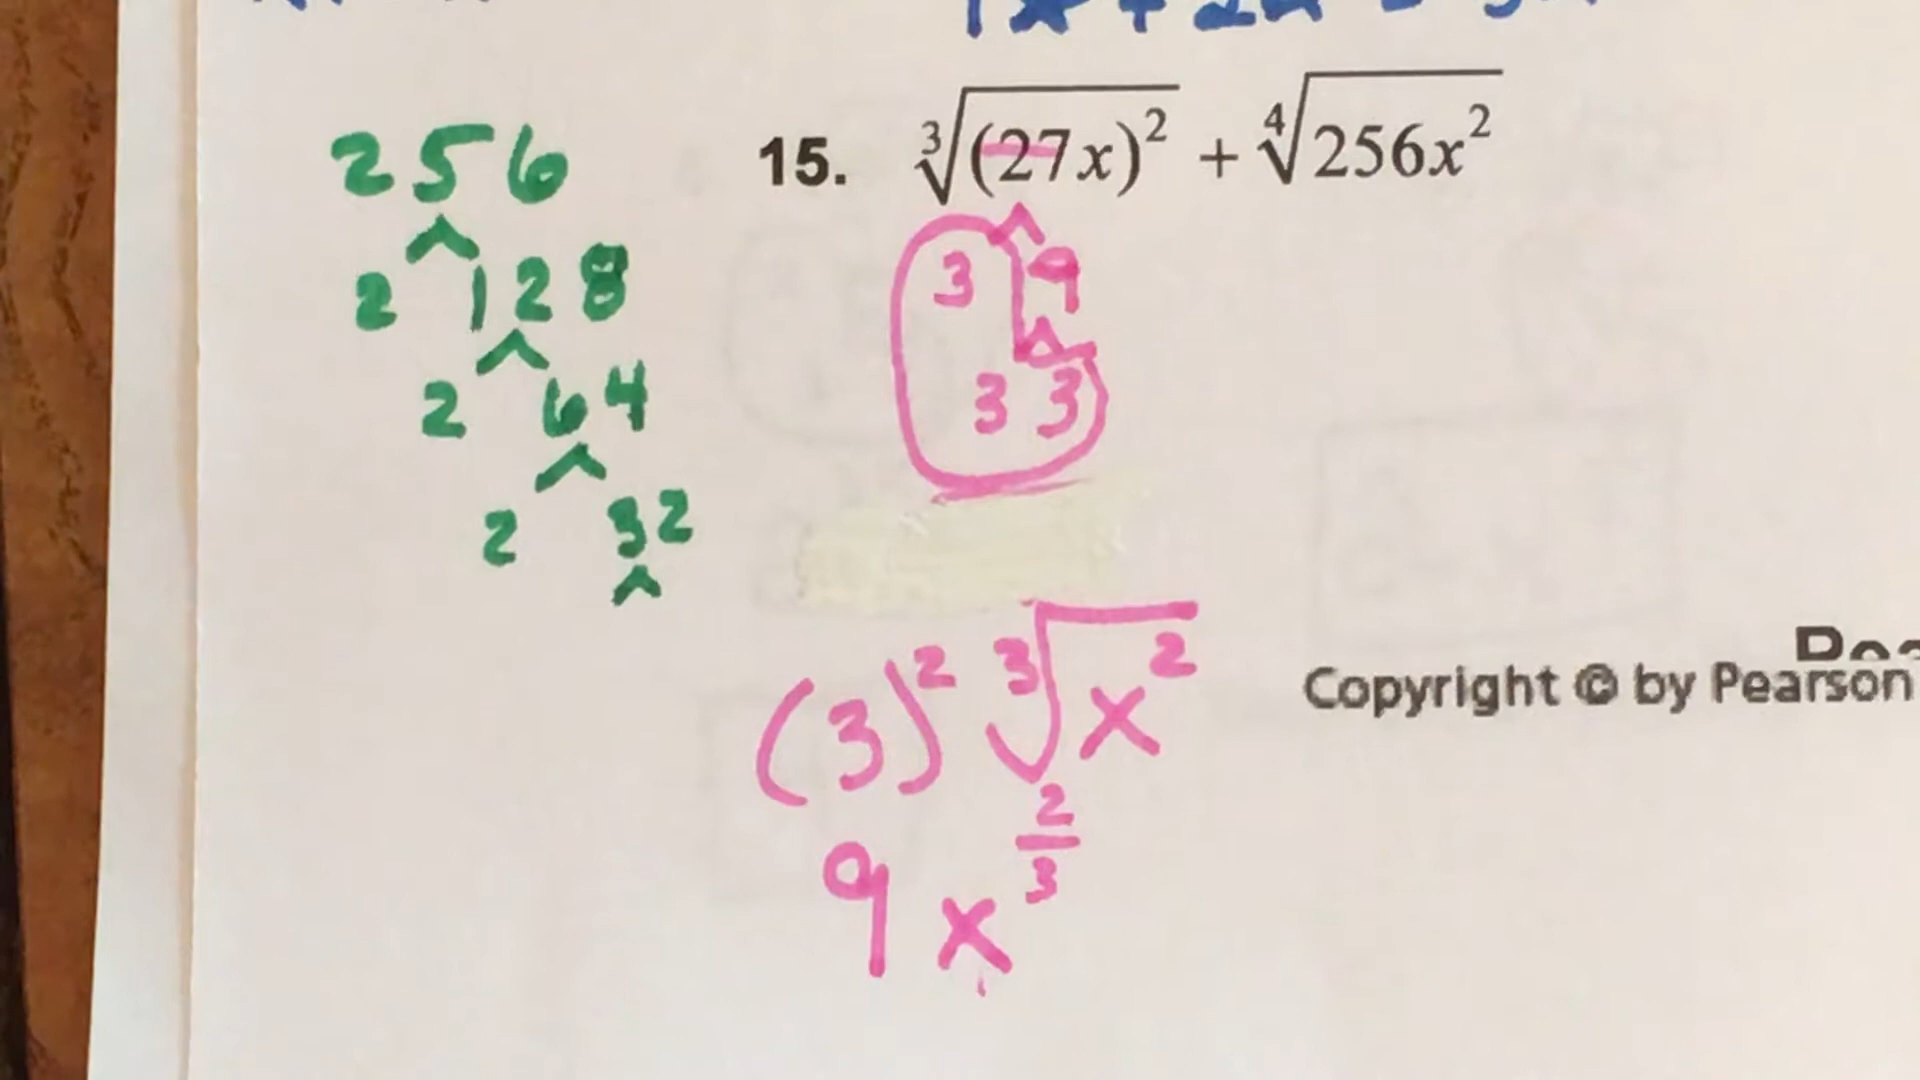 15. ∛(27x)² + ∜256x²
256
2 128
2 64
2 32
3 9
3 3
(3)² ∛x²
9x^(2/3)
Copyright © by Pearson